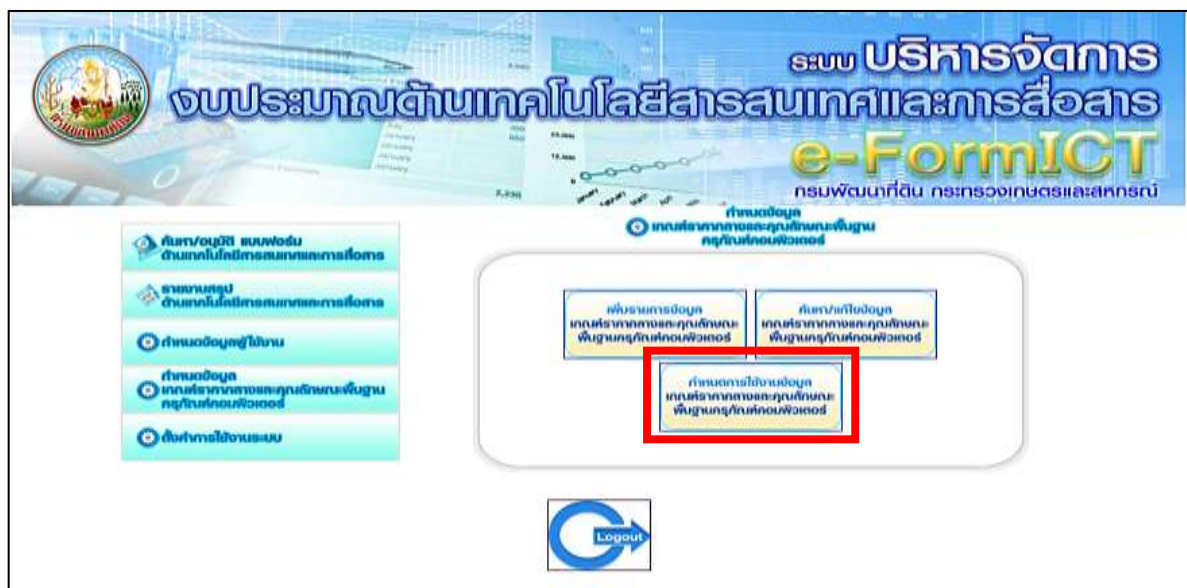 ระบบ บริหารจัดการ
งบประมาณด้านเทคโนโลยีสารสนเทศและการสื่อสาร
e-FormICT
กรมพัฒนาที่ดิน กระทรวงเกษตรและสหกรณ์
กำหนดข้อมูล
เกณฑ์ราคากลางและคุณลักษณะพื้นฐาน
ครุภัณฑ์คอมพิวเตอร์
ค้นหา/อนุมัติ แบบฟอร์ม
ด้านเทคโนโลยีสารสนเทศและการสื่อสาร
รายงานสรุป
ด้านเทคโนโลยีสารสนเทศและการสื่อสาร
กำหนดข้อมูลผู้ใช้งาน
กำหนดข้อมูล
เกณฑ์ราคากลางและคุณลักษณะพื้นฐาน
ครุภัณฑ์คอมพิวเตอร์
ตั้งค่าการใช้งานระบบ
เพิ่มรายการข้อมูล
เกณฑ์ราคากลางและคุณลักษณะ
พื้นฐานครุภัณฑ์คอมพิวเตอร์
ค้นหา/แก้ไขข้อมูล
เกณฑ์ราคากลางและคุณลักษณะ
พื้นฐานครุภัณฑ์คอมพิวเตอร์
กำหนดการใช้งานข้อมูล
เกณฑ์ราคากลางและคุณลักษณะ
พื้นฐานครุภัณฑ์คอมพิวเตอร์
Logout